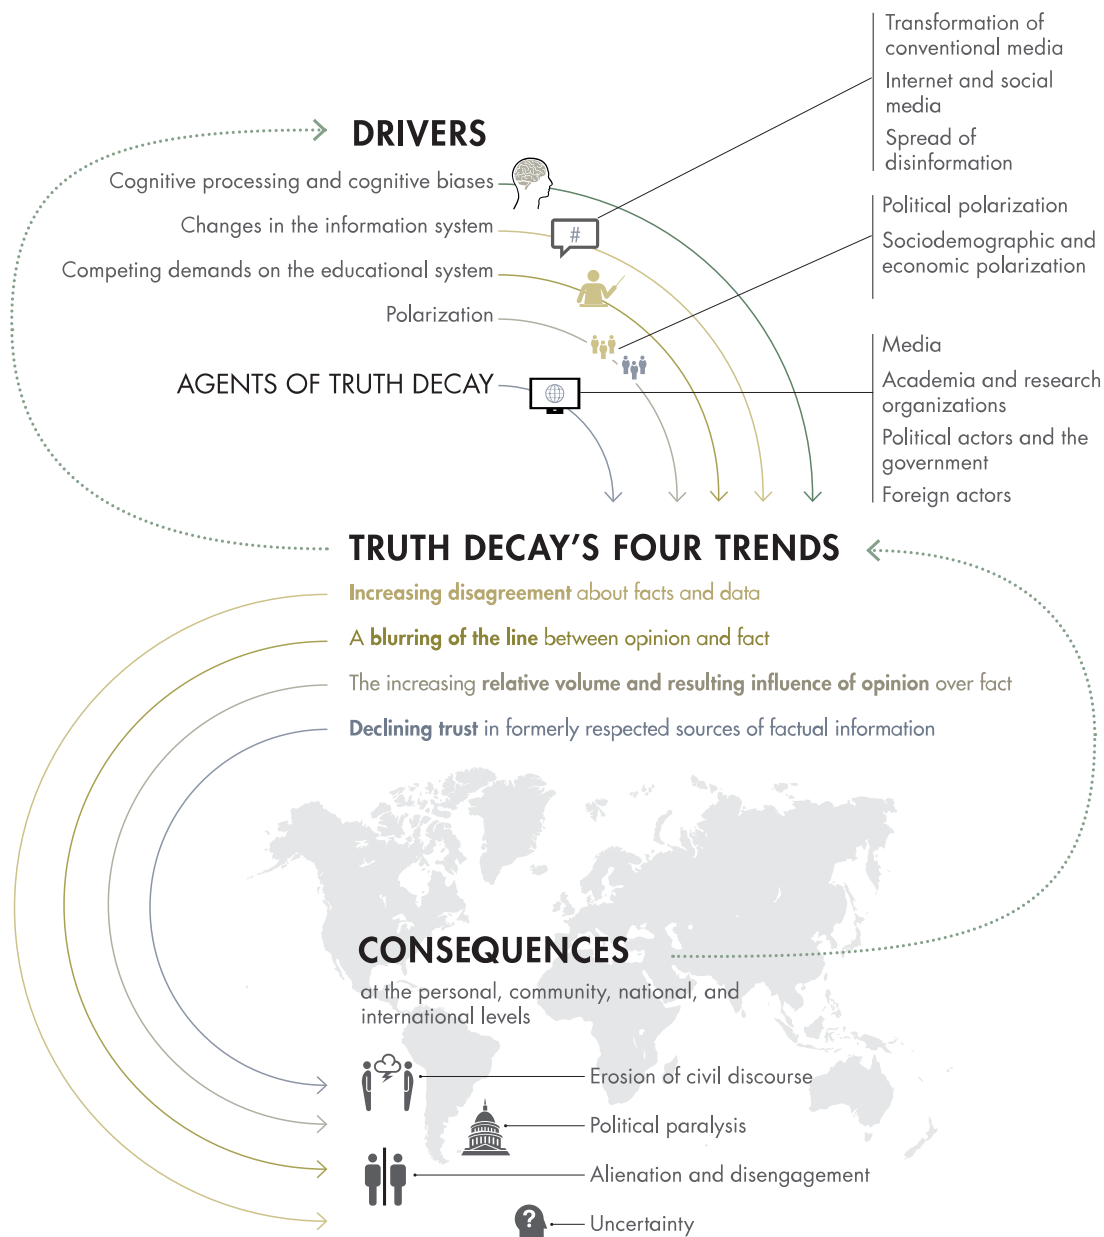 Transformation of
conventional media
Internet and social
media
Spread of
disinformation
DRIVERS
Cognitive processing and cognitive biases
Changes in the information system
#
Competing demands on the educational system
Polarization
Political polarization
Sociodemographic and
economic polarization
AGENTS OF TRUTH DECAY
Media
Academia and research
organizations
Political actors and the
government
Foreign actors
TRUTH DECAY’S FOUR TRENDS
Increasing disagreement about facts and data
A blurring of the line between opinion and fact
The increasing relative volume and resulting influence of opinion over fact
Declining trust in formerly respected sources of factual information
CONSEQUENCES
at the personal, community, national, and
international levels
Erosion of civil discourse
Political paralysis
Alienation and disengagement
?
Uncertainty